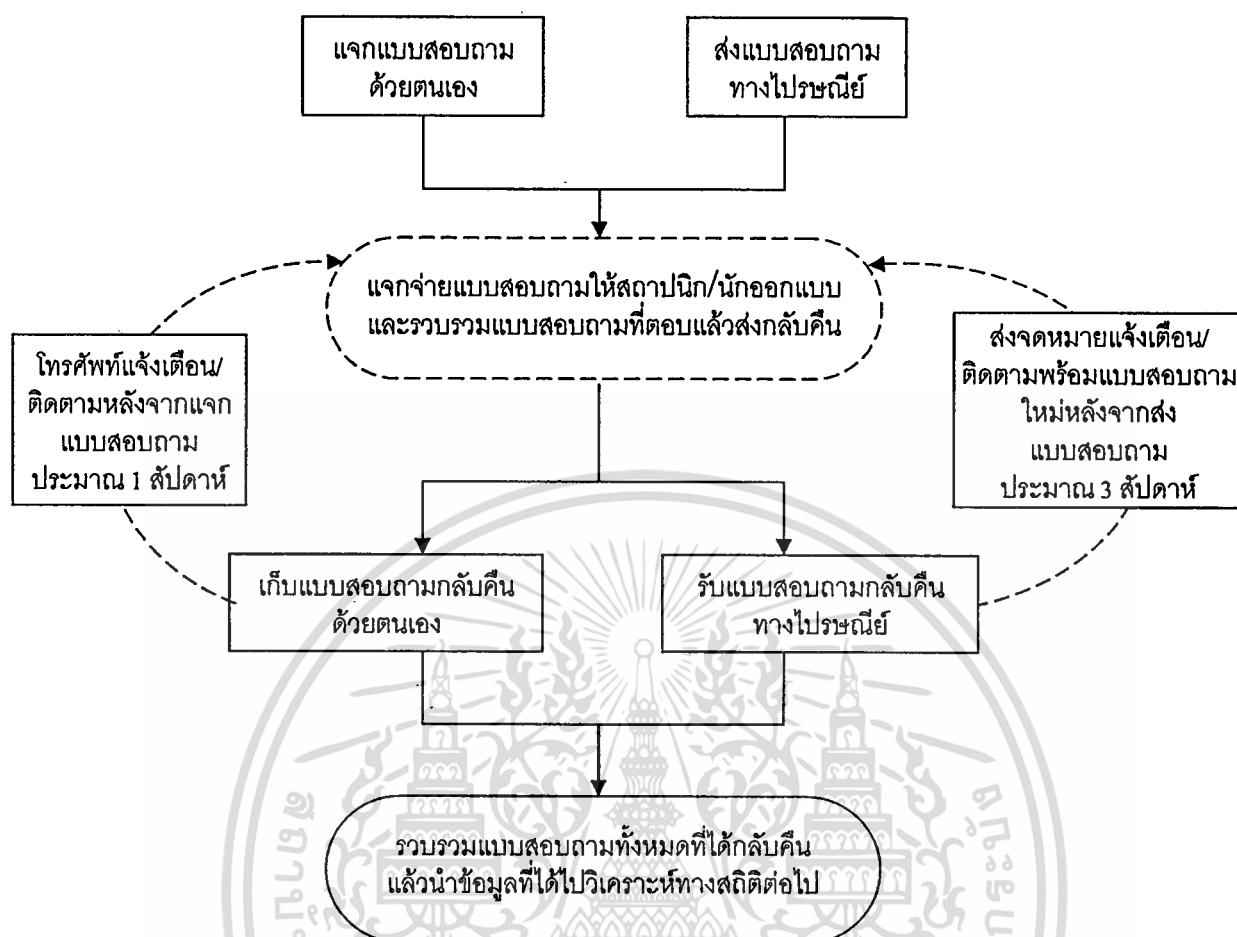 แจกแบบสอบถาม
ด้วยตนเอง
ส่งแบบสอบถาม
ทางไปรษณีย์
แจกจ่ายแบบสอบถามให้สถาปนิก/นักออกแบบ
และรวบรวมแบบสอบถามที่ตอบแล้วส่งกลับคืน
โทรศัพท์แจ้งเตือน/
ติดตามหลังจากแจก
แบบสอบถาม
ประมาณ 1 สัปดาห์
ส่งจดหมายแจ้งเตือน/
ติดตามพร้อมแบบสอบถาม
ใหม่หลังจากส่ง
แบบสอบถาม
ประมาณ 3 สัปดาห์
เก็บแบบสอบถามกลับคืน
ด้วยตนเอง
รับแบบสอบถามกลับคืน
ทางไปรษณีย์
รวบรวมแบบสอบถามทั้งหมดที่ได้กลับคืน
แล้วนำข้อมูลที่ได้ไปวิเคราะห์ทางสถิติต่อไป